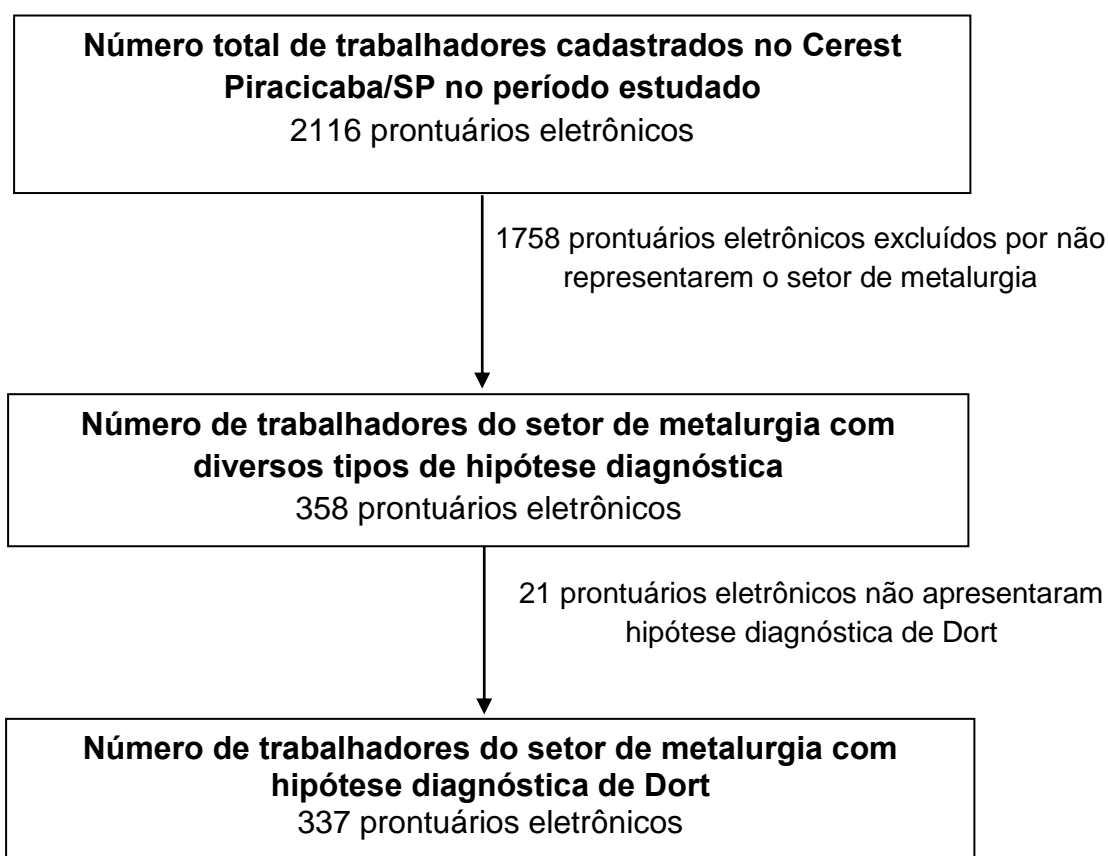 Número total de trabalhadores cadastrados no Cerest
Piracicaba/SP no período estudado
2116 prontuários eletrônicos
1758 prontuários eletrônicos excluídos por não
representarem o setor de metalurgia
Número de trabalhadores do setor de metalurgia com
diversos tipos de hipótese diagnóstica
358 prontuários eletrônicos
21 prontuários eletrônicos não apresentaram
hipótese diagnóstica de Dort
Número de trabalhadores do setor de metalurgia com
hipótese diagnóstica de Dort
337 prontuários eletrônicos